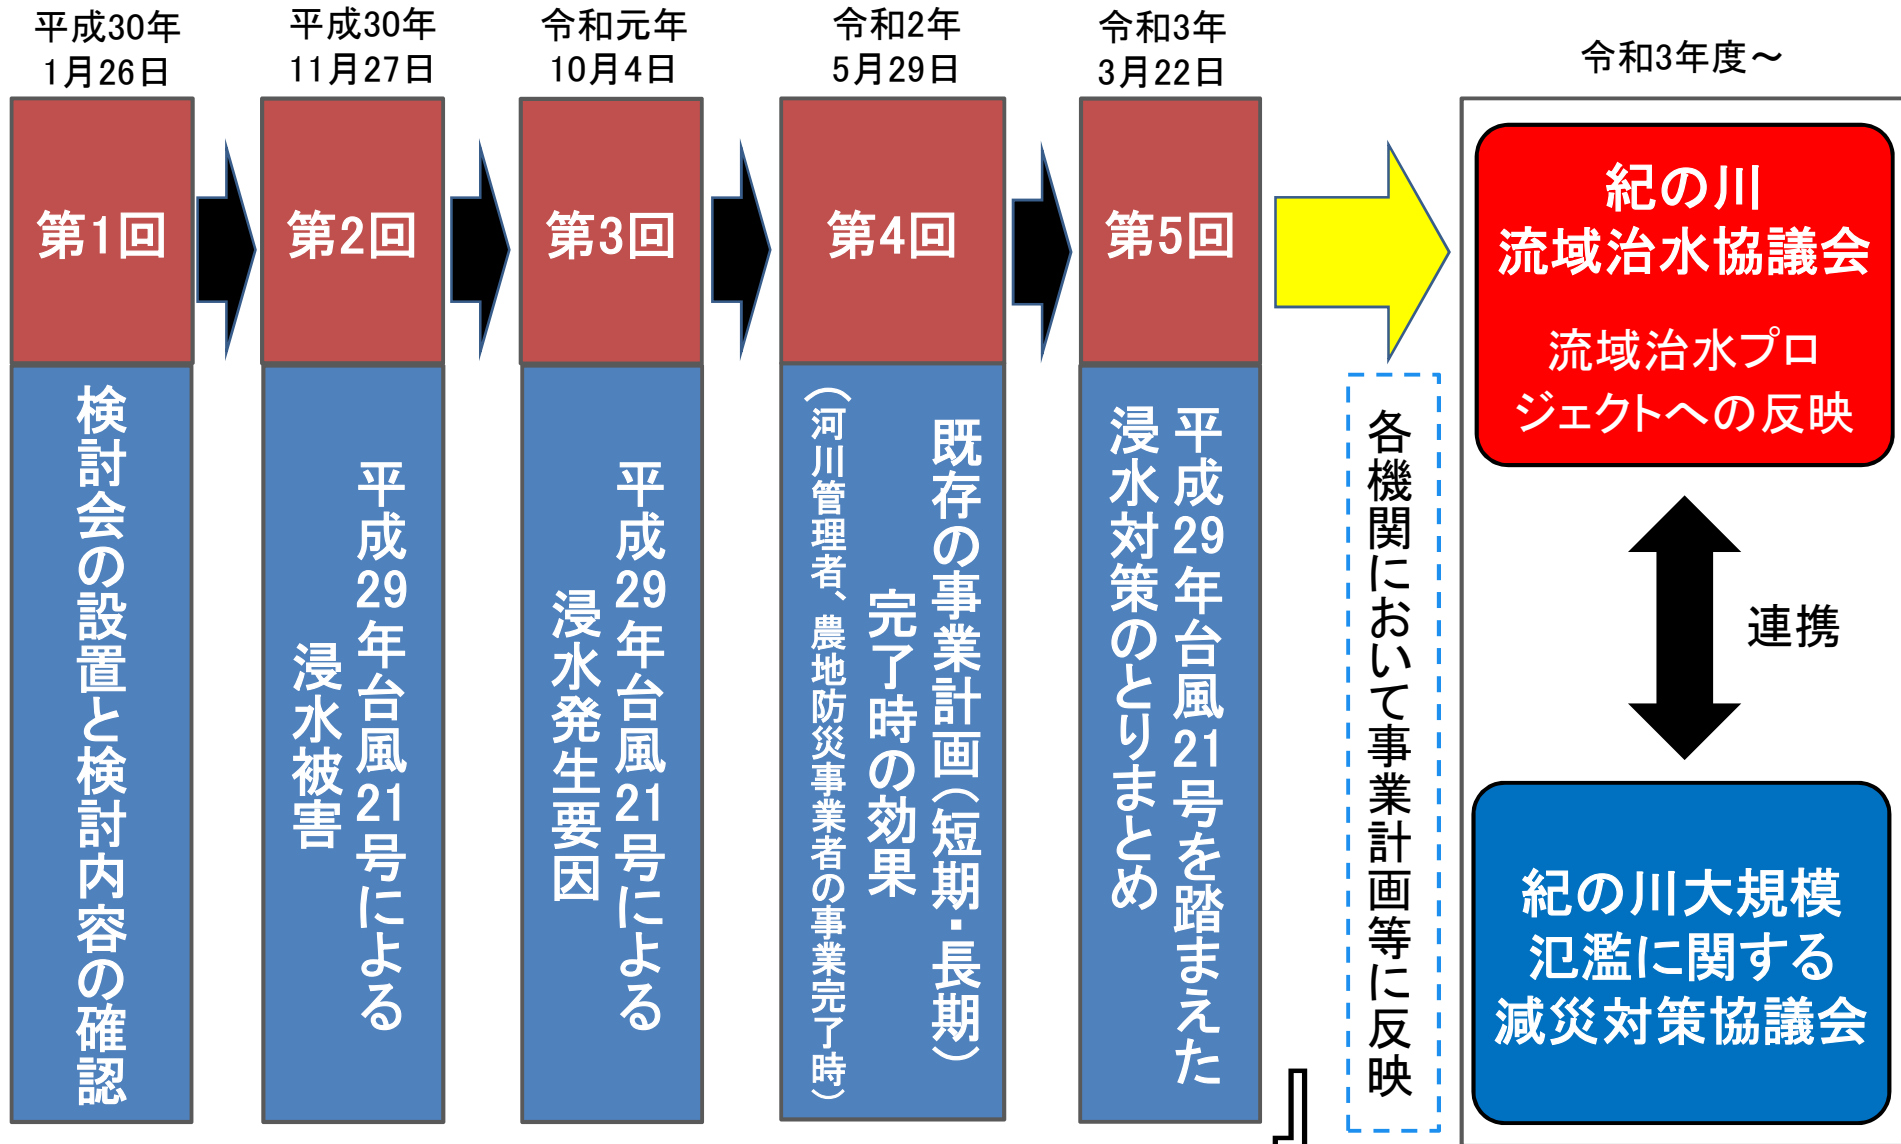 平成30年
1月26日
第1回
検討会の設置と検討内容の確認
平成30年
11月27日
第2回
平成29年台風21号による
浸水被害
令和元年
10月4日
第3回
平成29年台風21号による
浸水発生要因
令和2年
5月29日
第4回
既存の事業計画（短期・長期）
完了時の効果
（河川管理者、農地防災事業者の事業完了時）
令和3年
3月22日
第5回
平成29年台風21号を踏まえた
浸水対策のとりまとめ
各機関において事業計画等に反映
令和3年度～
紀の川
流域治水協議会
流域治水プロ
ジェクトへの反映
連携
紀の川大規模
氾濫に関する
減災対策協議会